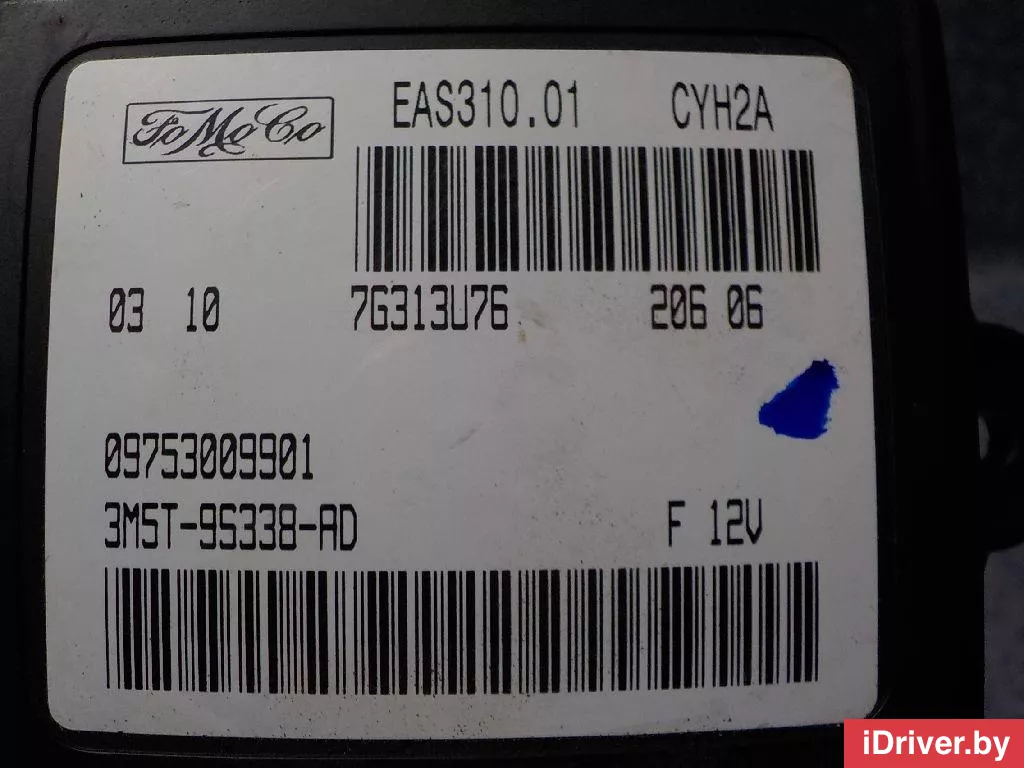 FoMoCo EAS310.01 CYH2A
03 10 7G313U76 206 06
09753009901
3M5T-9S338-AD F 12V
iDriver.by